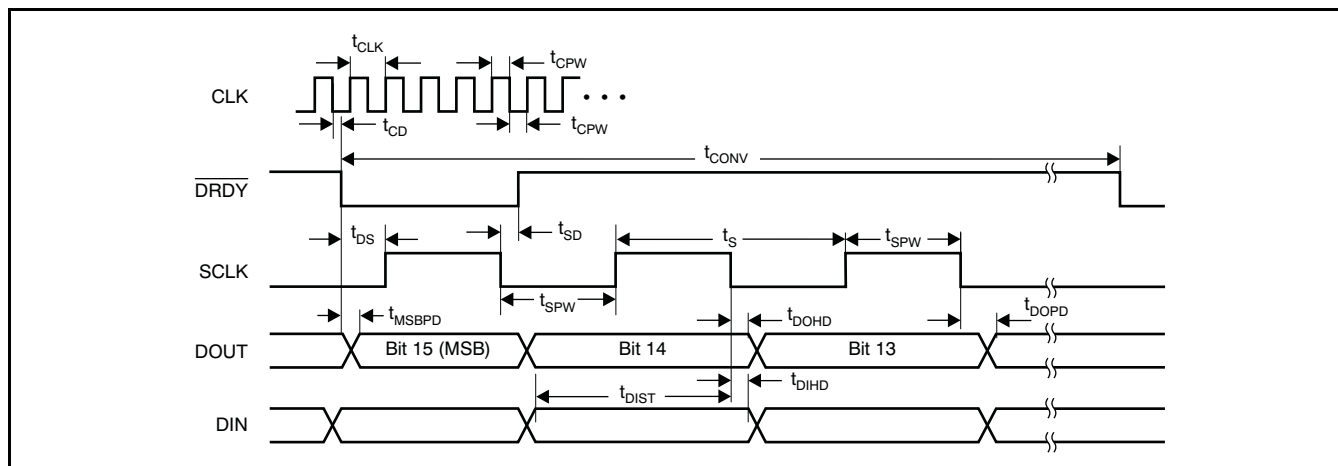 tCLK
tCPW
CLK
• • •
tCD
tCPW
tCONV
DRDY
tDS
tSD
tS
tSPW
SCLK
tSPW
tMSBPD
tDOHD
tDOPD
DOUT
Bit 15 (MSB)
Bit 14
Bit 13
tDIST
tDIHD
DIN